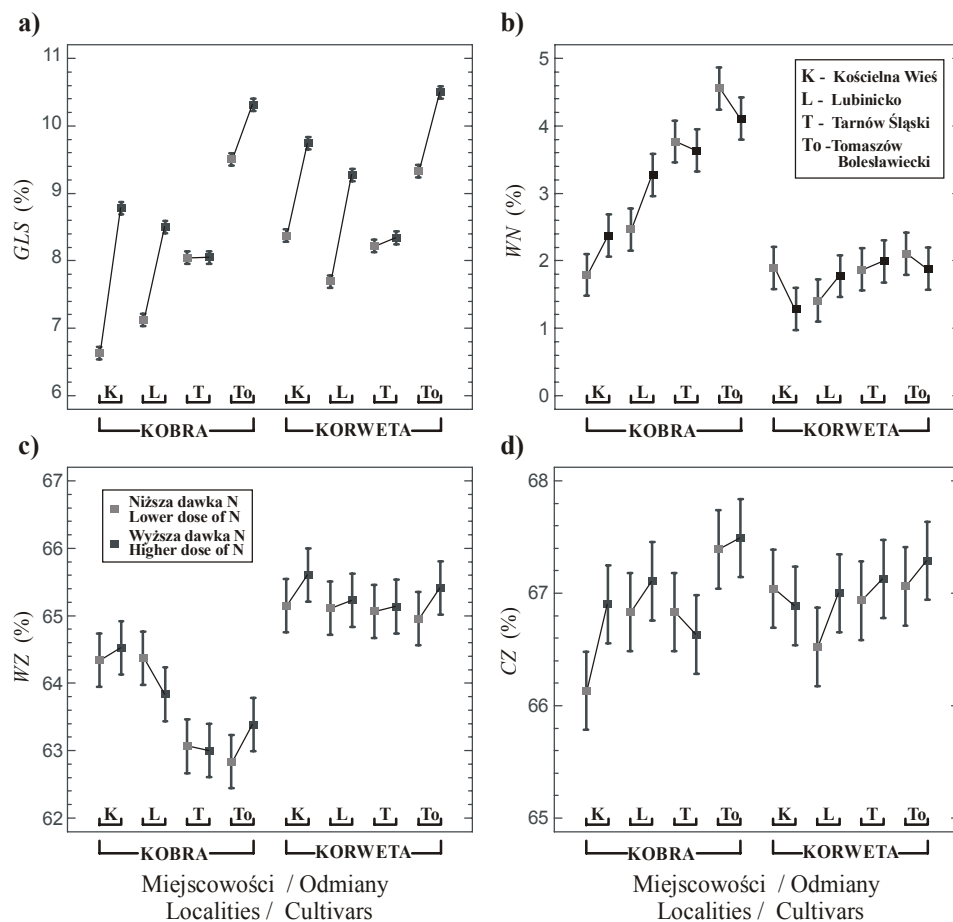 a)
GLS (%)
11
10
9
8
7
6
K L T To K L T To
KOBRA KORWETA
b)
WN (%)
5
4
3
2
1
0
K - Kościelna Wieś
L - Lubinicko
T - Tarnów Śląski
To -Tomaszów
Bolesławiecki
K L T To K L T To
KOBRA KORWETA
c)
WZ (%)
67
66
65
64
63
62
Niższa dawka N
Lower dose of N
Wyższa dawka N
Higher dose of N
K L T To K L T To
KOBRA KORWETA
Miejscowości / Odmiany
Localities / Cultivars
d)
CZ (%)
68
67
66
65
K L T To K L T To
KOBRA KORWETA
Miejscowości / Odmiany
Localities / Cultivars